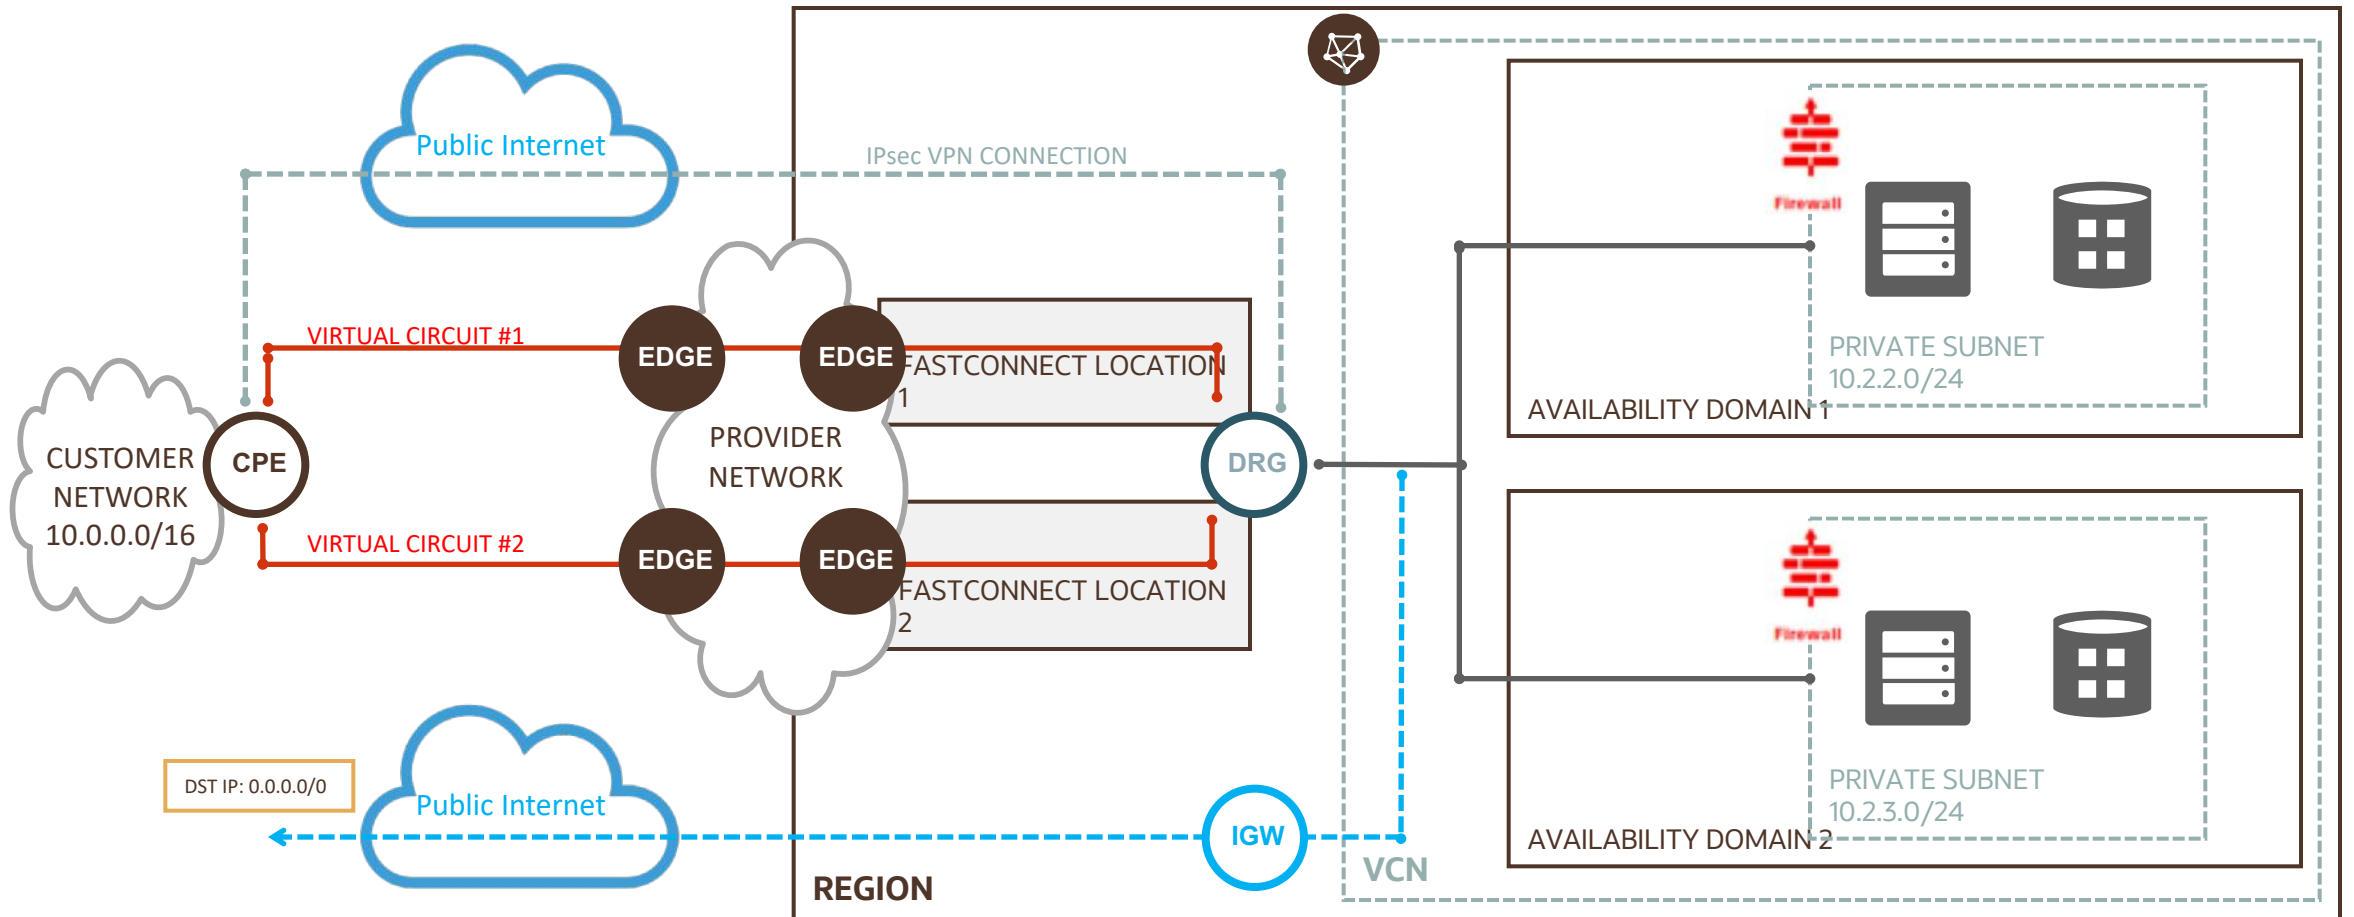 Public Internet
IPsec VPN CONNECTION
Firewall
PRIVATE SUBNET
10.2.2.0/24
AVAILABILITY DOMAIN 1
VIRTUAL CIRCUIT #1
EDGE
EDGE
FASTCONNECT LOCATION
1
CUSTOMER
NETWORK
10.0.0.0/16
CPE
PROVIDER
NETWORK
DRG
VIRTUAL CIRCUIT #2
EDGE
EDGE
FASTCONNECT LOCATION
2
Firewall
PRIVATE SUBNET
10.2.3.0/24
AVAILABILITY DOMAIN 2
DST IP: 0.0.0.0/0
Public Internet
IGW
VCN
REGION